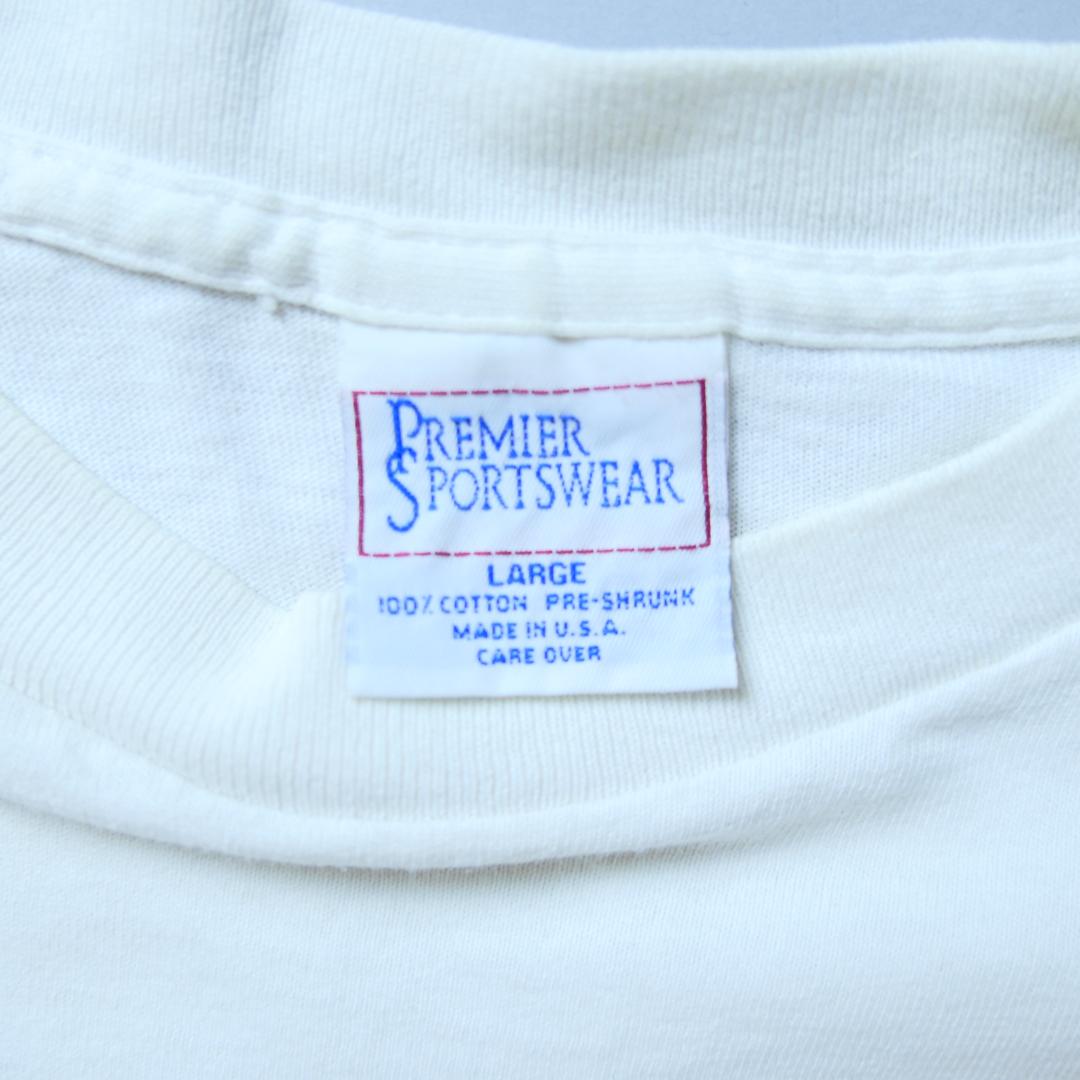 PREMIER
SPORTSWEAR
LARGE
100% COTTON PRE-SHRUNK
MADE IN U.S.A.
CARE OVER